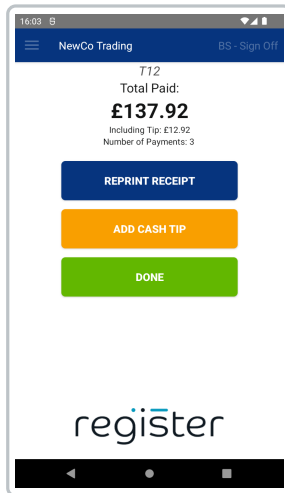 16:03
NewCo Trading
BS - Sign Off
T12
Total Paid:
£137.92
Including Tip: £12.92
Number of Payments: 3
REPRINT RECEIPT
ADD CASH TIP
DONE
register